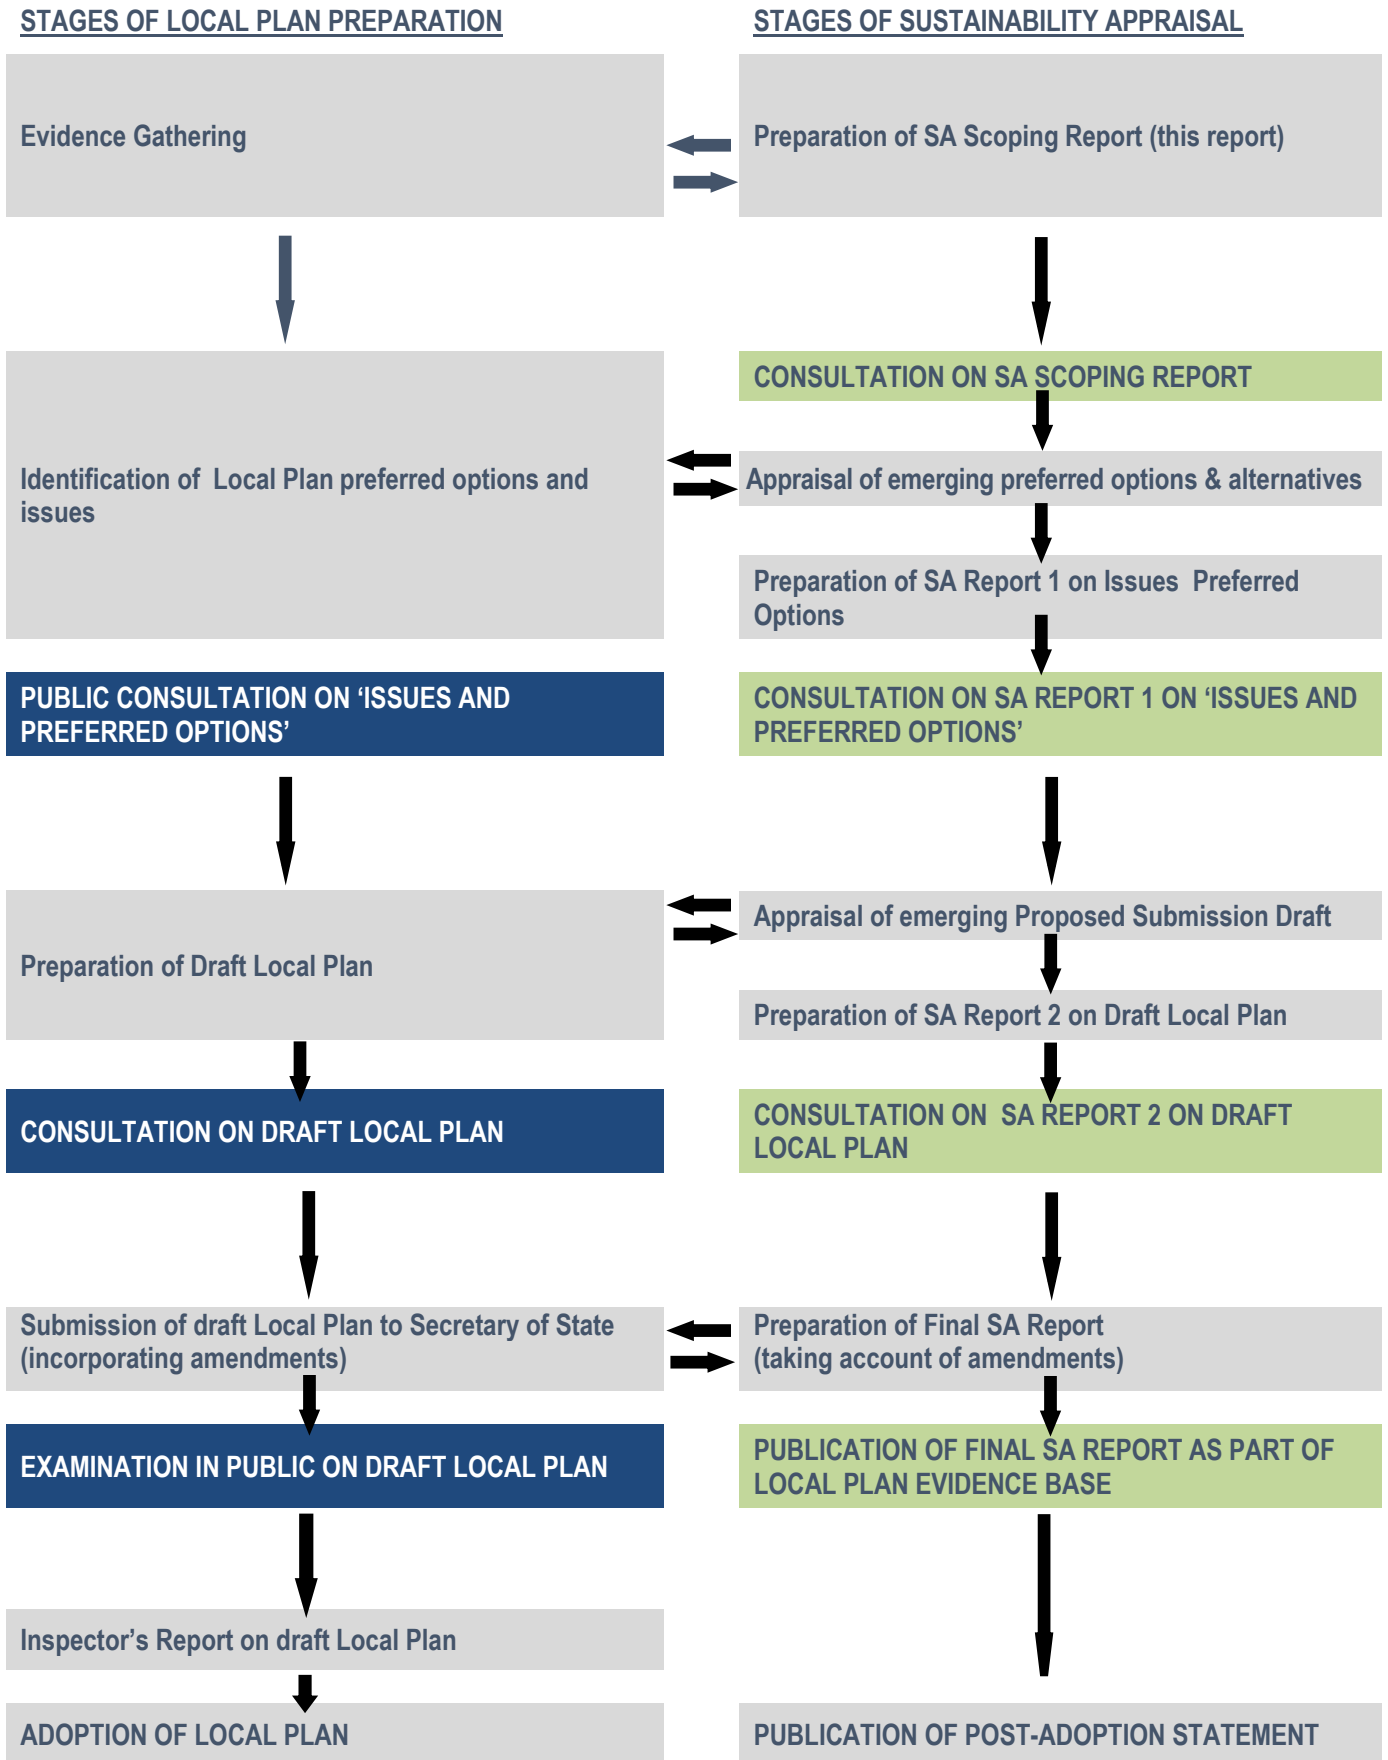 STAGES OF LOCAL PLAN PREPARATION
STAGES OF SUSTAINABILITY APPRAISAL
Evidence Gathering
Preparation of SA Scoping Report (this report)
CONSULTATION ON SA SCOPING REPORT
Identification of  Local Plan preferred options and
issues
Appraisal of emerging preferred options & alternatives
Preparation of SA Report 1 on Issues  Preferred
Options
PUBLIC CONSULTATION ON ‘ISSUES AND
PREFERRED OPTIONS’
CONSULTATION ON SA REPORT 1 ON ‘ISSUES AND
PREFERRED OPTIONS’
Preparation of Draft Local Plan
Appraisal of emerging Proposed Submission Draft
Preparation of SA Report 2 on Draft Local Plan
CONSULTATION ON DRAFT LOCAL PLAN
CONSULTATION ON  SA REPORT 2 ON DRAFT
LOCAL PLAN
Submission of draft Local Plan to Secretary of State
(incorporating amendments)
Preparation of Final SA Report
(taking account of amendments)
EXAMINATION IN PUBLIC ON DRAFT LOCAL PLAN
PUBLICATION OF FINAL SA REPORT AS PART OF
LOCAL PLAN EVIDENCE BASE
Inspector’s Report on draft Local Plan
ADOPTION OF LOCAL PLAN
PUBLICATION OF POST-ADOPTION STATEMENT